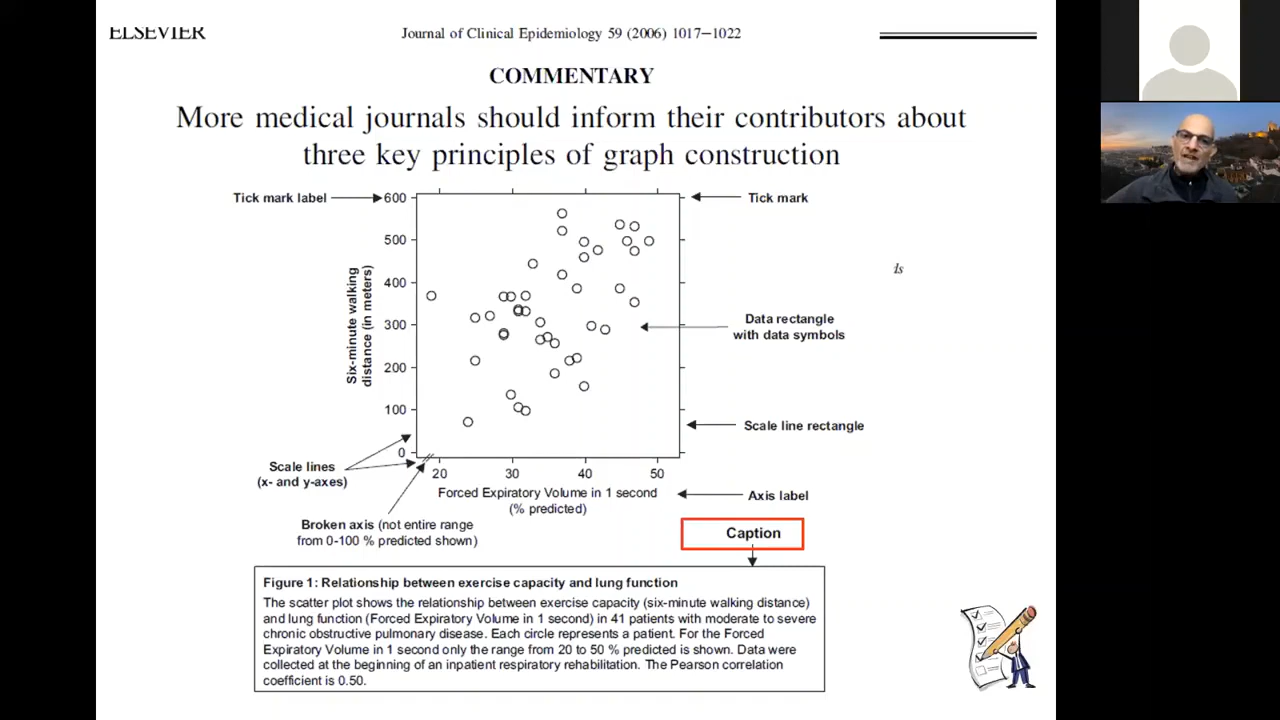 ELSEVIER
Journal of Clinical Epidemiology 59 (2006) 1017–1022
COMMENTARY
More medical journals should inform their contributors about
three key principles of graph construction
Tick mark label
600
Tick mark
500
400
300
200
100
0
Six-minute walking
distance (in meters)
ls
Data rectangle
with data symbols
Scale line rectangle
Scale lines
(x- and y-axes)
20 30 40 50
Forced Expiratory Volume in 1 second
(% predicted)
Axis label
Broken axis (not entire range
from 0-100 % predicted shown)
Caption
Figure 1: Relationship between exercise capacity and lung function
The scatter plot shows the relationship between exercise capacity (six-minute walking distance)
and lung function (Forced Expiratory Volume in 1 second) in 41 patients with moderate to severe
chronic obstructive pulmonary disease. Each circle represents a patient. For the Forced
Expiratory Volume in 1 second only the range from 20 to 50 % predicted is shown. Data were
collected at the beginning of an inpatient respiratory rehabilitation. The Pearson correlation
coefficient is 0.50.